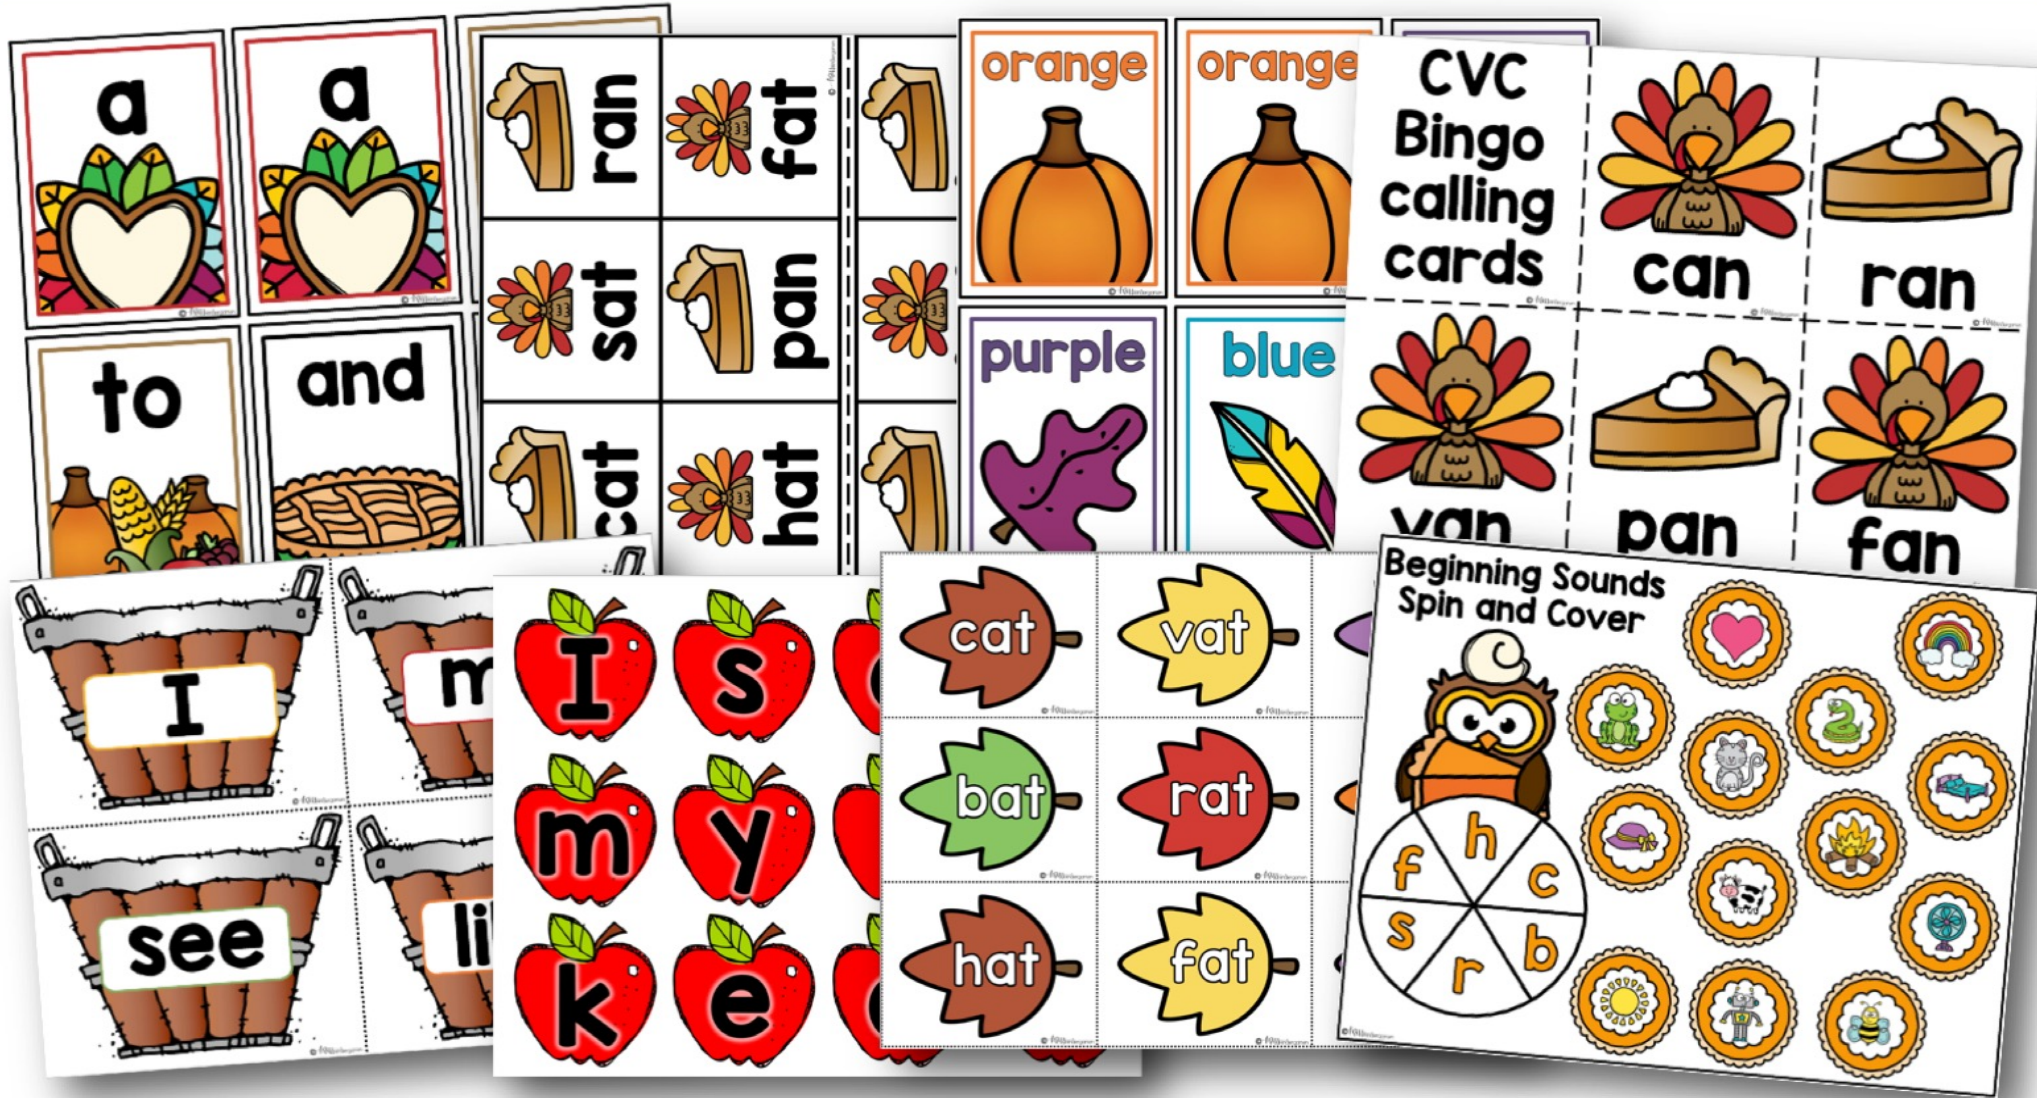 a
a
to
and
ran
fat
sat
pan
cat
hat
orange
orange
purple
blue
CVC
Bingo
calling
cards
can
ran
van
pan
fan
I
see
I
s
m
y
k
e
cat
vat
bat
rat
hat
fat
Beginning Sounds
Spin and Cover
f
h
c
s
r
b